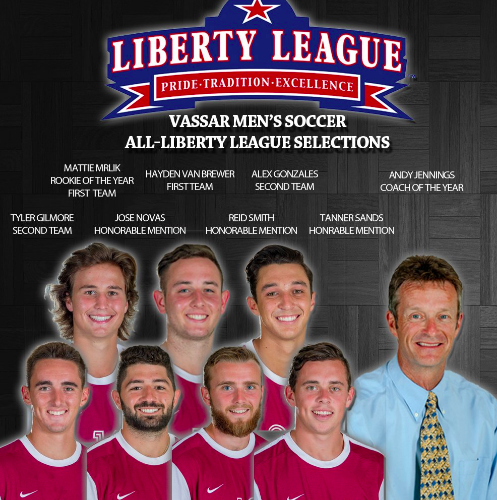 LIBERTY LEAGUE
PRIDE·TRADITION·EXCELLENCE
VASSAR MEN'S SOCCER
ALL-LIBERTY LEAGUE SELECTIONS
MATTIE MRLIK
ROOKIE OF THE YEAR
FIRST TEAM
HAYDEN VAN BREWER
FIRST TEAM
ALEX GONZALES
SECOND TEAM
ANDY JENNINGS
COACH OF THE YEAR
TYLER GILMORE
SECOND TEAM
JOSE NOVAS
HONORABLE MENTION
REID SMITH
HONORABLE MENTION
TANNER SANDS
HONRABLE MENTION